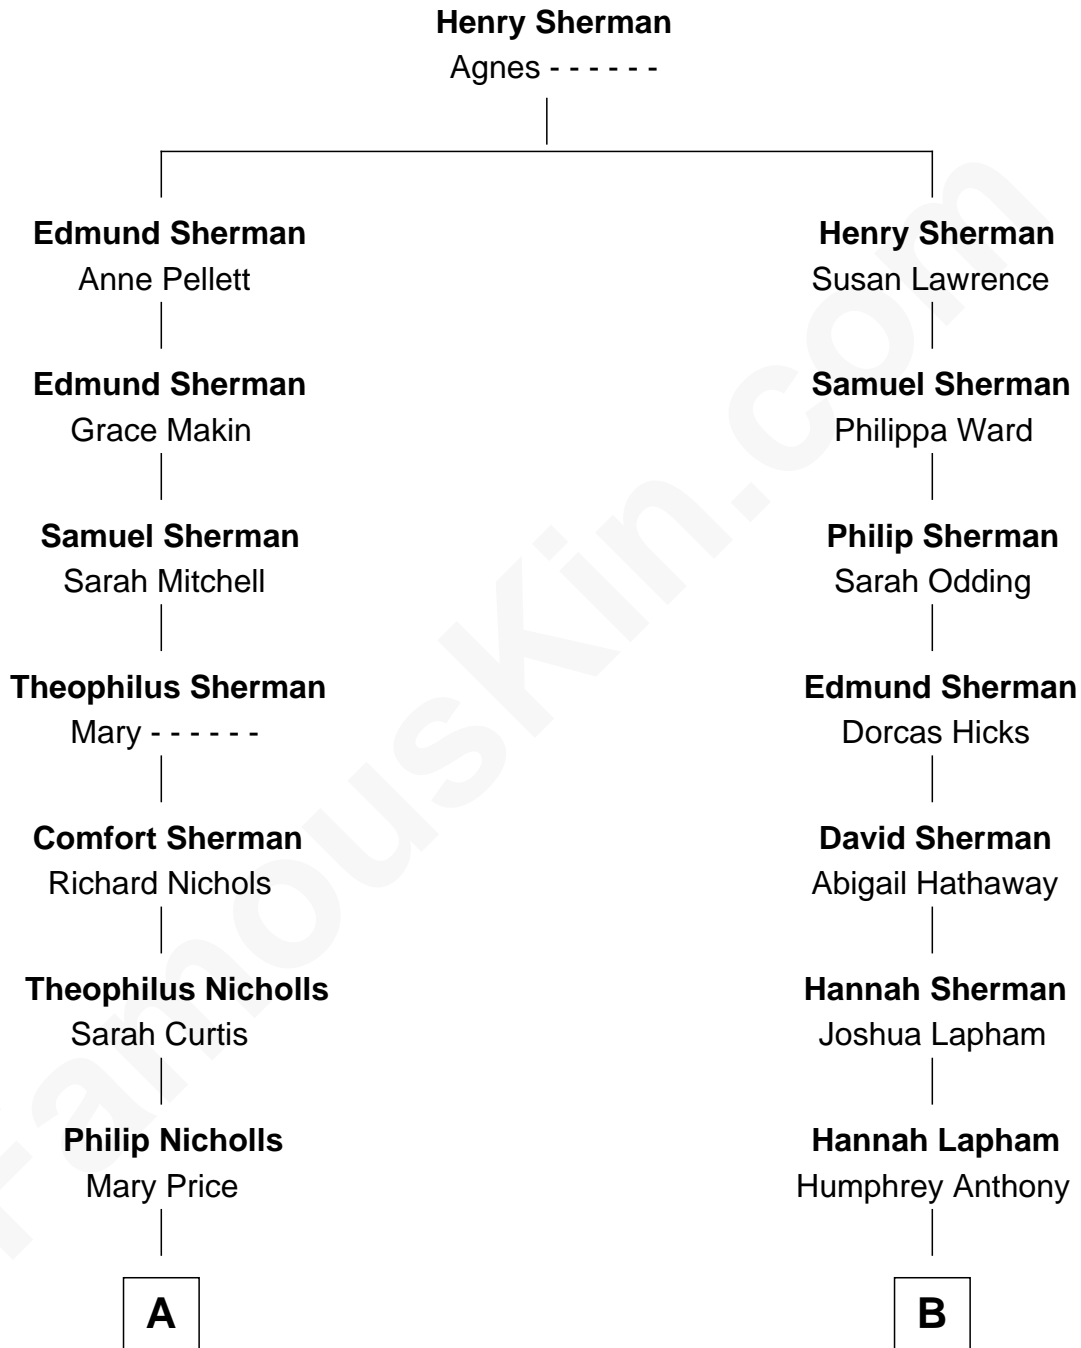 Henry Sherman
Agnes - - - - - -
Edmund Sherman
Anne Pellett
Henry Sherman
Susan Lawrence
Edmund Sherman
Grace Makin
Samuel Sherman
Philippa Ward
Samuel Sherman
Sarah Mitchell
Philip Sherman
Sarah Odding
Theophilus Sherman
Mary - - - - - -
Edmund Sherman
Dorcas Hicks
Comfort Sherman
Richard Nichols
David Sherman
Abigail Hathaway
Theophilus Nicholls
Sarah Curtis
Hannah Sherman
Joshua Lapham
Philip Nicholls
Mary Price
Hannah Lapham
Humphrey Anthony
A
B
FamousKin.com